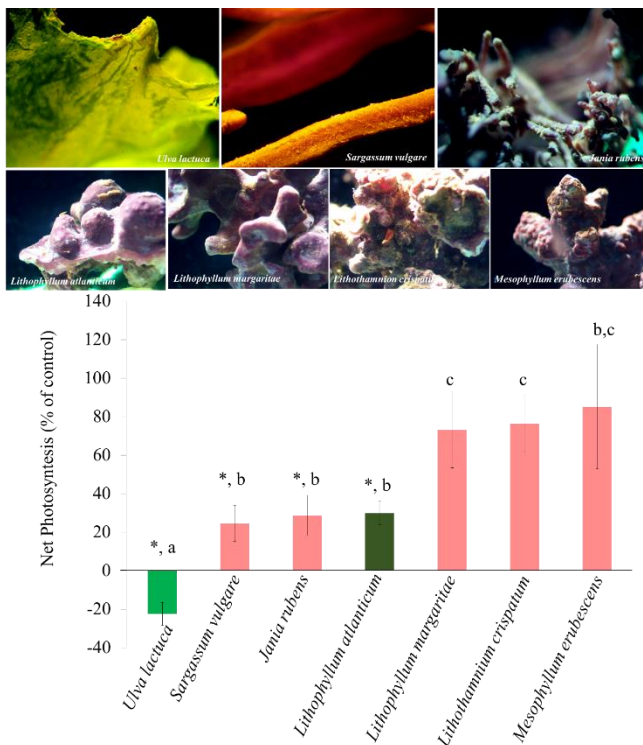 Ulva lactuca
Sargassum vulgare
Jania rubens
Lithophyllum atlanticum
Lithophyllum margaritae
Lithothamnion crispatum
Mesophyllum erubescens
Net Photosyntesis (% of control)
140
120
100
80
60
40
20
0
-20
-40
*, a
*, b
*, b
*, b
c
c
b,c
Ulva lactuca
Sargassum vulgare
Jania rubens
Lithophyllum atlanticum
Lithophyllum margaritae
Lithothamnium crispatum
Mesophyllum erubescens